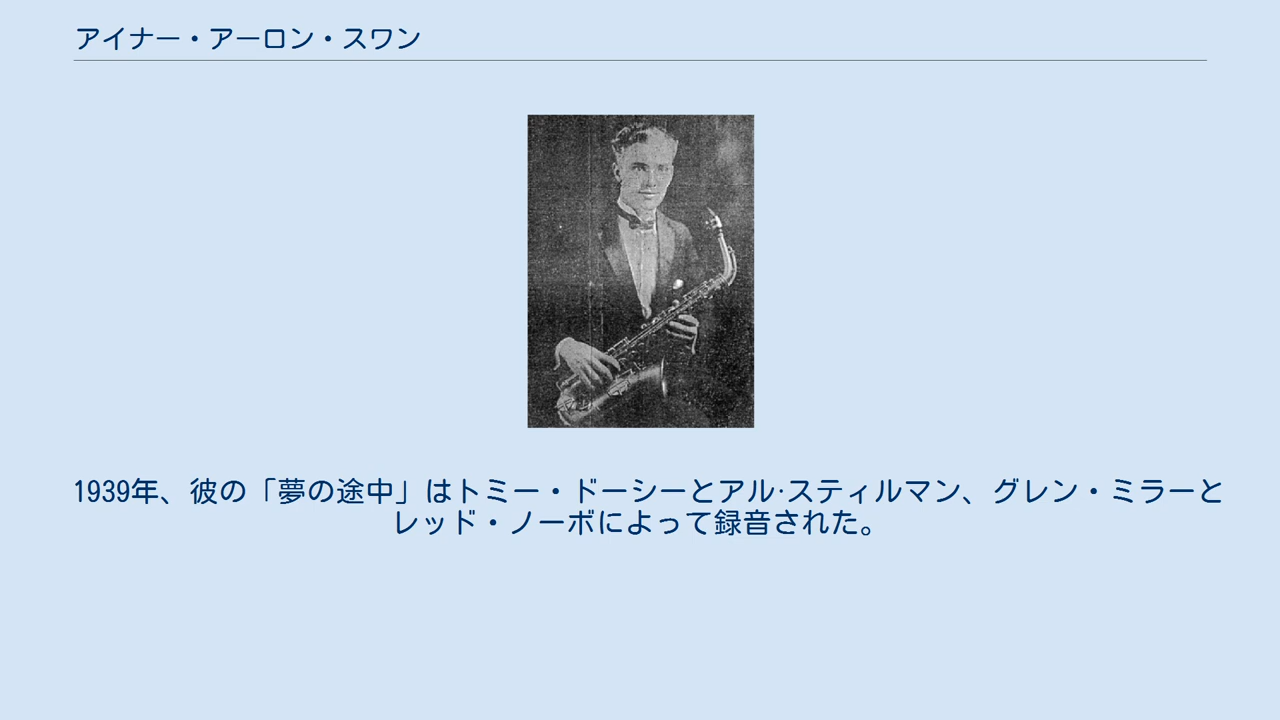 アイナー・アーロン・スワン
1939年、彼の「夢の途中」はトミー・ドーシーとアル·スティルマン、グレン・ミラーと
レッド・ノーボによって録音された。